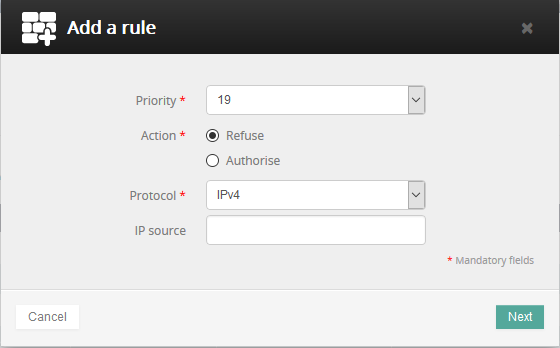 Add a rule
Priority * 19
Action * Refuse
Authorise
Protocol * IPv4
IP source
* Mandatory fields
Cancel Next